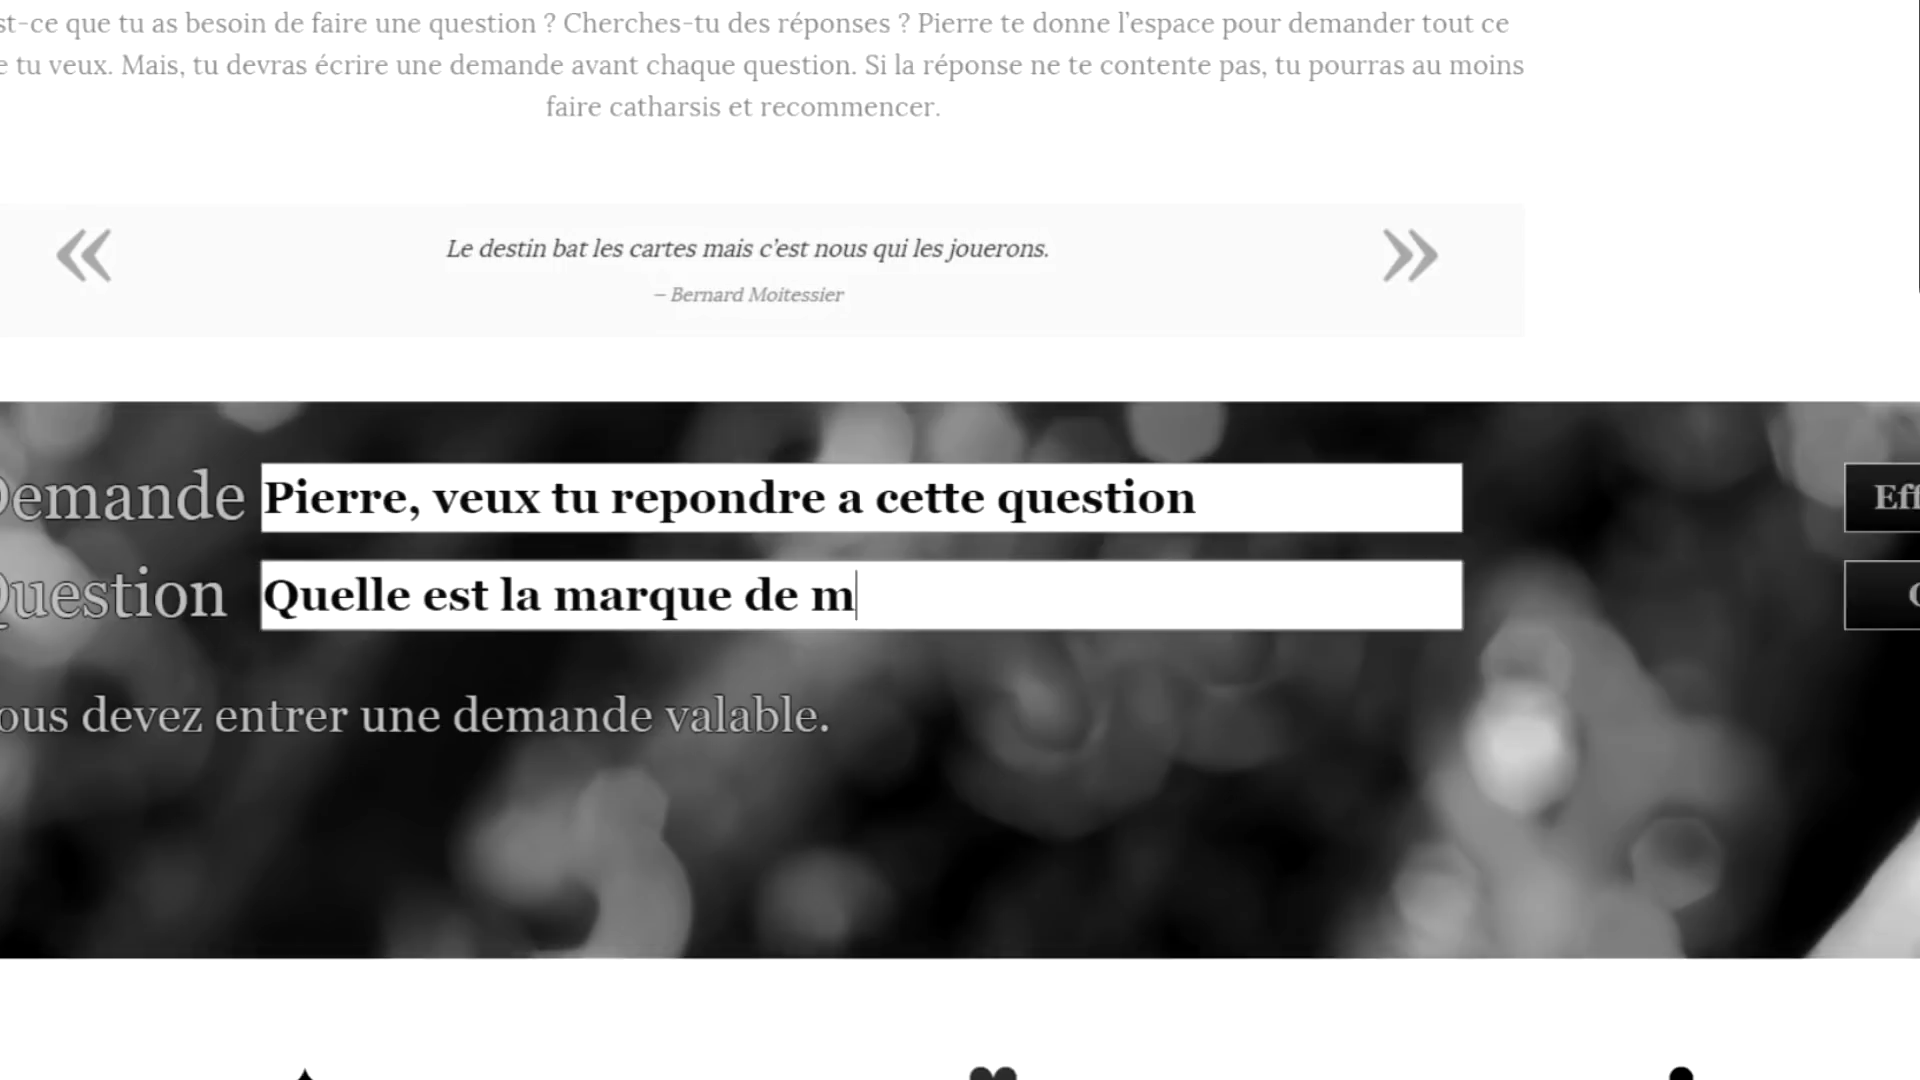 st-ce que tu as besoin de faire une question ? Cherches-tu des réponses ? Pierre te donne l'espace pour demander tout ce
e tu veux. Mais, tu devras écrire une demande avant chaque question. Si la réponse ne te contente pas, tu pourras au moins
faire catharsis et recommencer.
«
Le destin bat les cartes mais c'est nous qui les jouerons.
»
– Bernard Moitessier
Demande
Pierre, veux tu repondre a cette question
Eff
Question
Quelle est la marque de m
ous devez entrer une demande valable.